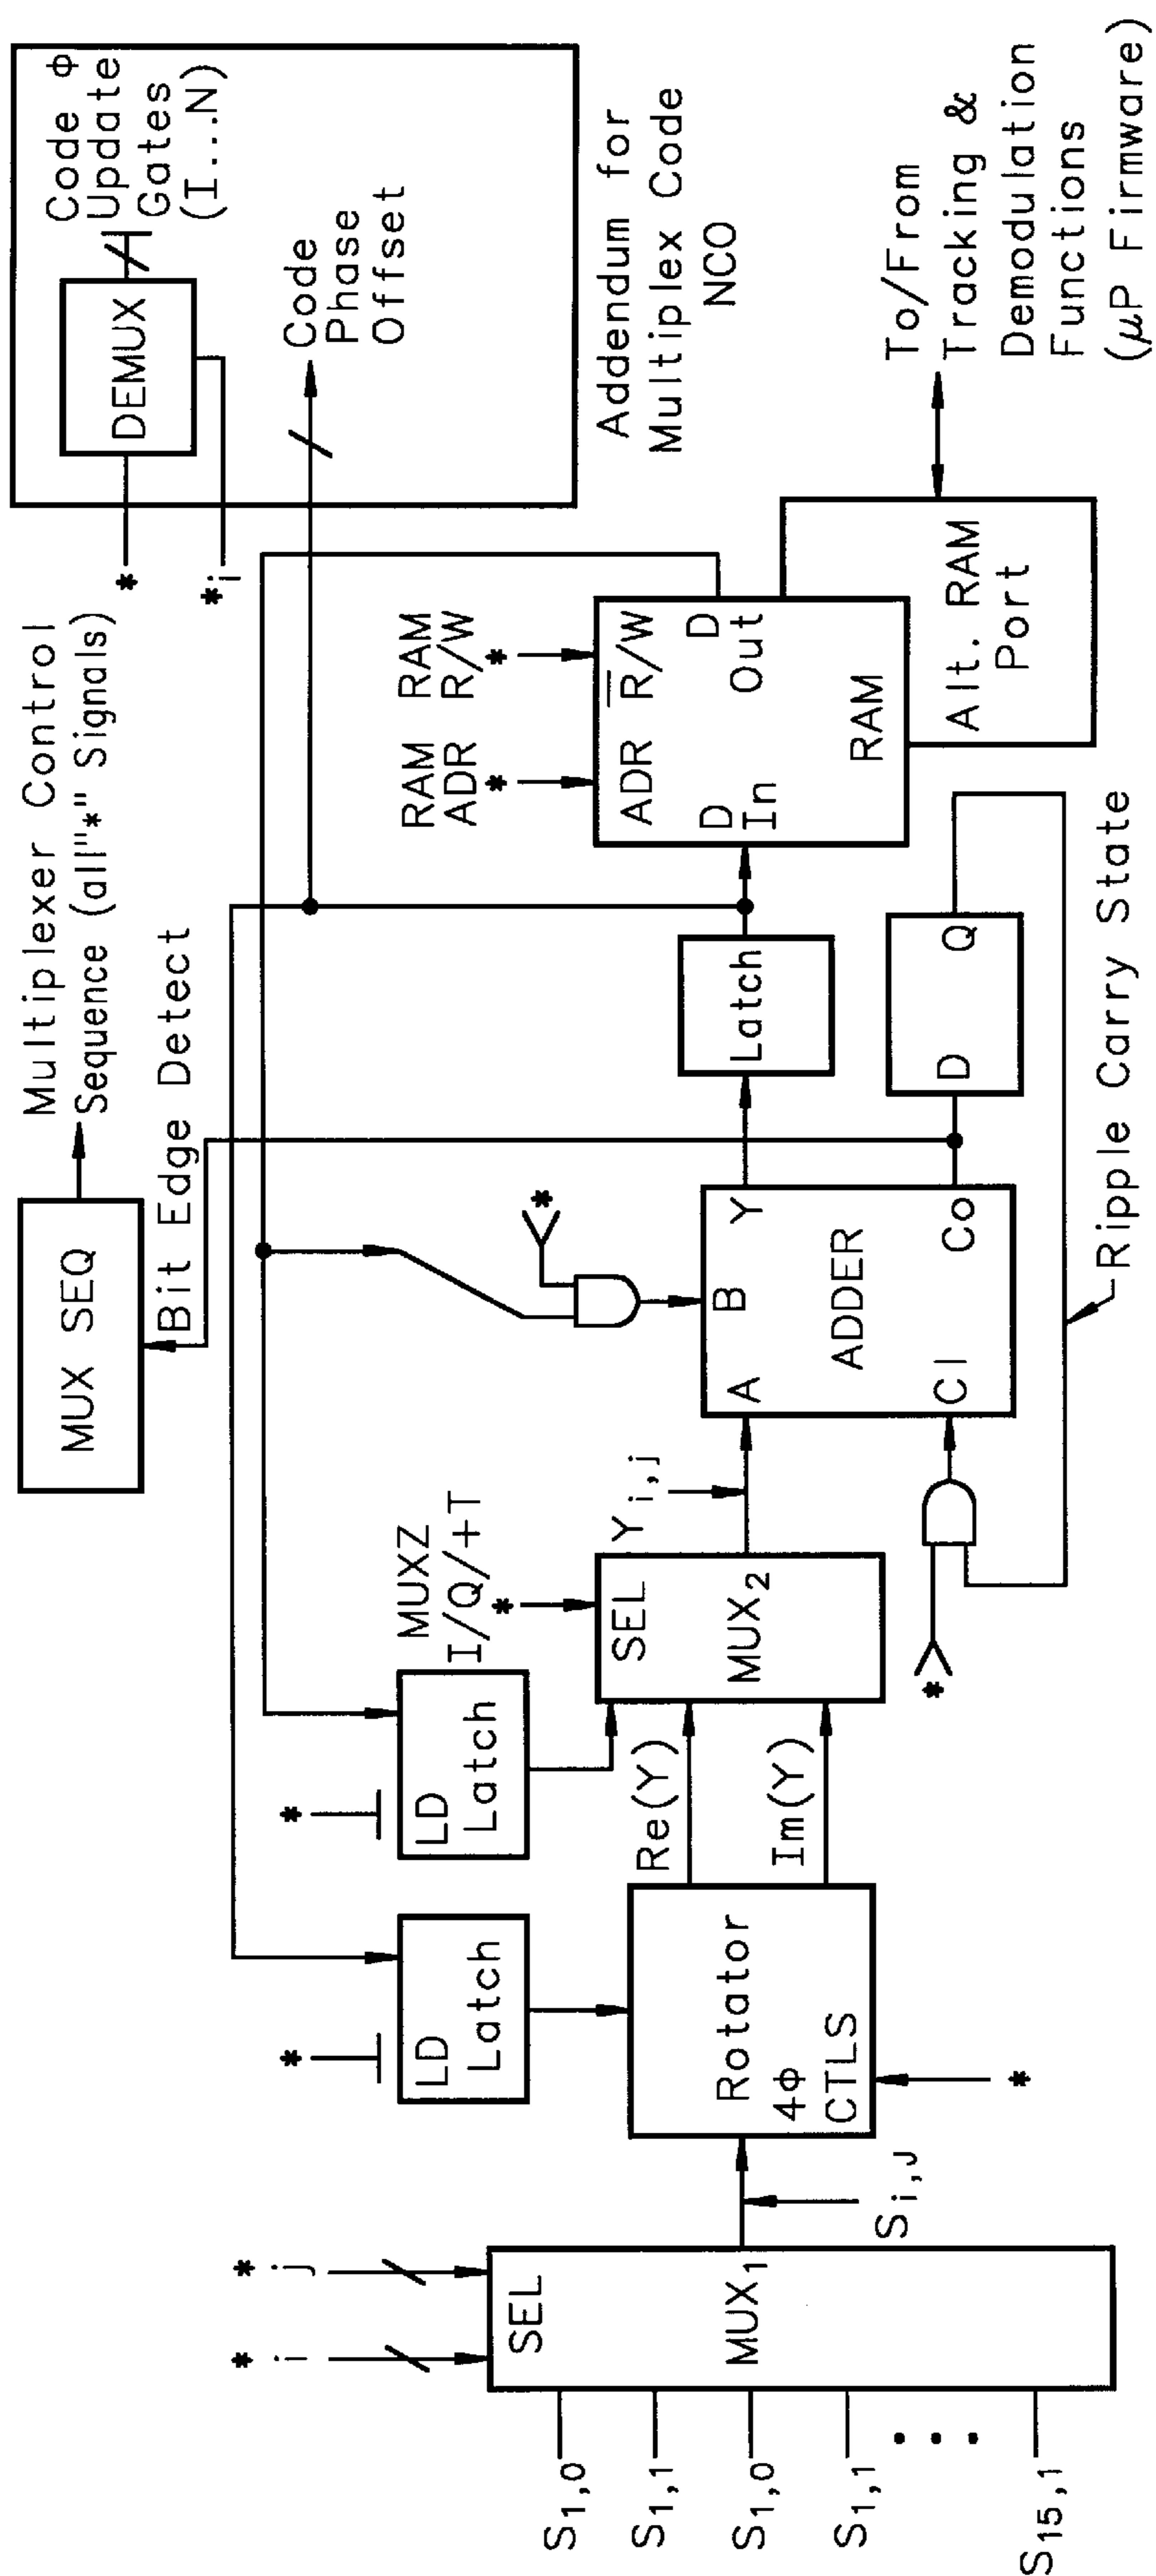 Multiplexer Control
Sequence (all"*" Signals)
MUX SEQ
Bit Edge Detect
*
*i
DEMUX
Code Φ
Update
Gates
(I...N)
Code
Phase
Offset
Addendum for
Multiplex Code
NCO
* i
* j
SEL
MUX1
S1,0
S1,1
S1,0
S1,1
S15,1
Si,J
*
LD
Latch
Rotator
4Φ
CTLS
*
*
LD
Latch
Re(Y)
Im(Y)
MUXZ
I/Q/+T
*
SEL
MUX2
Yi,j
*
*
A
B
Y
ADDER
CI
Co
Latch
D
Q
Ripple Carry State
RAM
ADR
*
RAM
R/W
*
ADR
R̅/W
D
In
D
Out
RAM
Alt. RAM
Port
To/From
Tracking &
Demodulation
Functions
(μP Firmware)